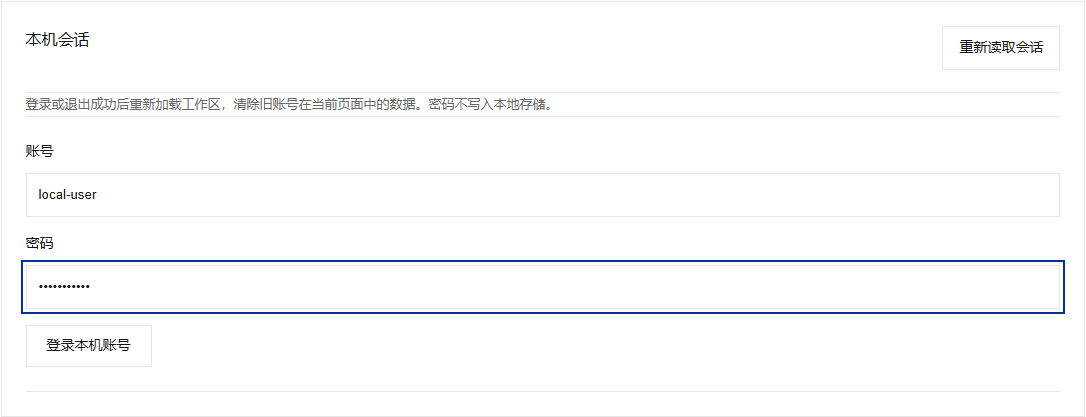 本机会话
重新读取会话
登录或退出成功后重新加载工作区，清除旧账号在当前页面中的数据。密码不写入本地存储。
账号
local-user
密码
•••••••••••
登录本机账号